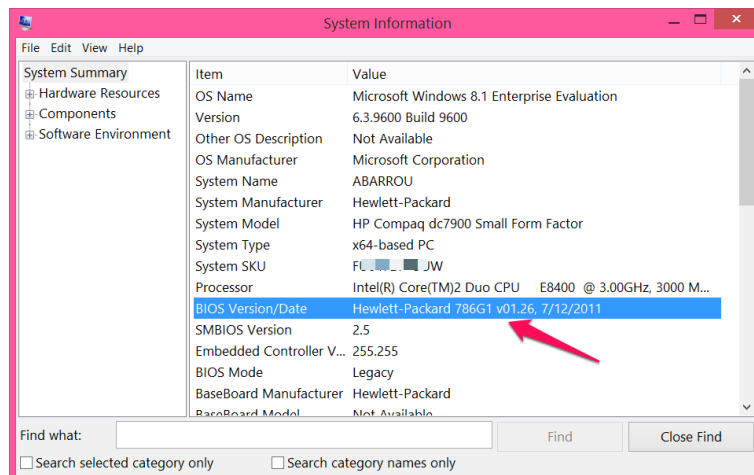 System Information
File Edit View Help
System Summary
Hardware Resources
Components
Software Environment
Item Value
OS Name Microsoft Windows 8.1 Enterprise Evaluation
Version 6.3.9600 Build 9600
Other OS Description Not Available
OS Manufacturer Microsoft Corporation
System Name ABARROU
System Manufacturer Hewlett-Packard
System Model HP Compaq dc7900 Small Form Factor
System Type x64-based PC
System SKU
Processor Intel(R) Core(TM)2 Duo CPU E8400 @ 3.00GHz, 3000 M...
BIOS Version/Date Hewlett-Packard 786G1 v01.26, 7/12/2011
SMBIOS Version 2.5
Embedded Controller V... 255.255
BIOS Mode Legacy
BaseBoard Manufacturer Hewlett-Packard
BaseBoard Model Not Available
Find what: Find Close Find
Search selected category only Search category names only